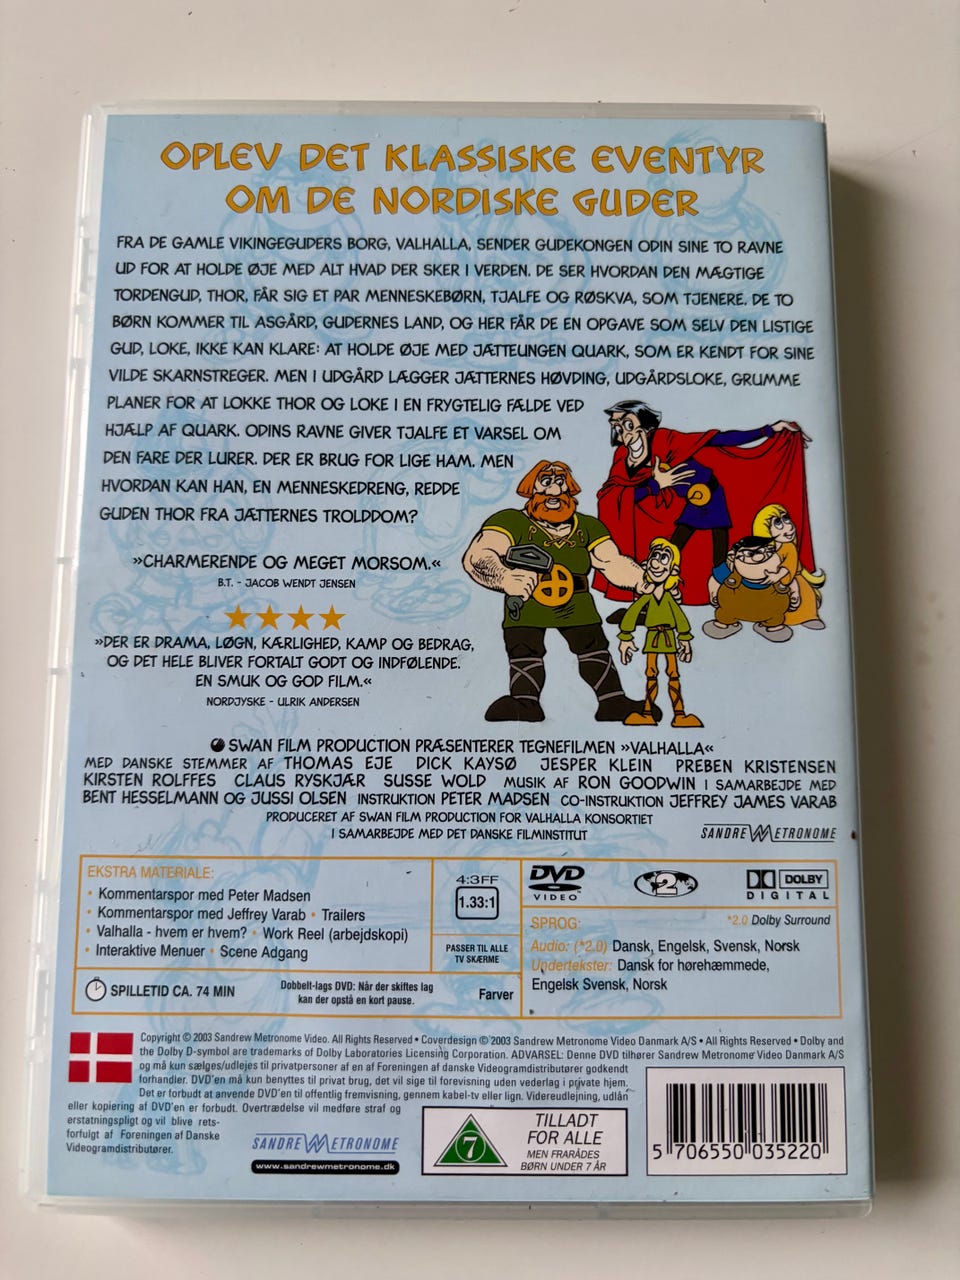 OPLEV DET KLASSISKE EVENTYR
OM DE NORDISKE GUDER
FRA DE GAMLE VIKINGEGUDERS BORG, VALHALLA, SENDER GUDEKONGEN ODIN SINE TO RAVNE
UD FOR AT HOLDE ØJE MED ALT HVAD DER SKER I VERDEN. DE SER HVORDAN DEN MÆGTIGE
TORDENGUD, THOR, FÅR SIG ET PAR MENNESKEBØRN, TJALFE OG RØSKVA, SOM TJENERE. DE TO
BØRN KOMMER TIL ASGÅRD, GUDERNES LAND, OG HER FÅR DE EN OPGAVE SOM SELV DEN LISTIGE
GUD, LOKE, IKKE KAN KLARE: AT HOLDE ØJE MED JÆTTEUNGEN QUARK, SOM ER KENDT FOR SINE
VILDE SKARNSTREGER. MEN I UDGÅRD LÆGGER JÆTTERNES HØVDING, UDGÅRDSLOKE, GRUMME
PLANER FOR AT LOKKE THOR OG LOKE I EN FRYGTELIG FÆLDE VED
HJÆLP AF QUARK. ODINS RAVNE GIVER TJALFE ET VARSEL OM
DEN FARE DER LURER. DER ER BRUG FOR LIGE HAM. MEN
HVORDAN KAN HAN, EN MENNESKEDRENG, REDDE
GUDEN THOR FRA JÆTTERNES TROLDDOM?
»CHARMERENDE OG MEGET MORSOM.«
B.T. - JACOB WENDT JENSEN
»DER ER DRAMA, LØGN, KÆRLIGHED, KAMP OG BEDRAG,
OG DET HELE BLIVER FORTALT GODT OG INDFØLENDE.
EN SMUK OG GOD FILM.«
NORDJYSKE - ULRIK ANDERSEN
SWAN FILM PRODUCTION PRÆSENTERER TEGNEFILMEN »VALHALLA«
MED DANSKE STEMMER AF THOMAS EJE DICK KAYSØ JESPER KLEIN PREBEN KRISTENSEN
KIRSTEN ROLFFES CLAUS RYSKJÆR SUSSE WOLD MUSIK AF RON GOODWIN I SAMARBEJDE MED
BENT HESSELMANN OG JUSSI OLSEN INSTRUKTION PETER MADSEN CO-INSTRUKTION JEFFREY JAMES VARAB
PRODUCERET AF SWAN FILM PRODUCTION FOR VALHALLA KONSORTIET
I SAMARBEJDE MED DET DANSKE FILMINSTITUT
SANDREW METRONOME
EKSTRA MATERIALE:
• Kommentarspor med Peter Madsen
• Kommentarspor med Jeffrey Varab • Trailers
• Valhalla - hvem er hvem? • Work Reel (arbejdskopi)
• Interaktive Menuer • Scene Adgang
SPILLETID CA. 74 MIN
Dobbelt-lags DVD: Når der skiftes lag
kan der opstå en kort pause.
Farver
4:3FF
1.33:1
PASSER TIL ALLE
TV SKÆRME
DVD
VIDEO
2
DOLBY
DIGITAL
SPROG:
*2.0 Dolby Surround
Audio: (*2.0) Dansk, Engelsk, Svensk, Norsk
Undertekster: Dansk for hørehæmmede,
Engelsk Svensk, Norsk
Copyright © 2003 Sandrew Metronome Video. All Rights Reserved • Coverdesign © 2003 Sandrew Metronome Video Danmark A/S • All Rights Reserved • Dolby and
the Dolby D-symbol are trademarks of Dolby Laboratories Licensing Corporation. ADVARSEL: Denne DVD tilhører Sandrew Metronome Video Danmark A/S
og må kun sælges/udlejes til privatpersoner af en af Foreningen af danske Videogramdistributører godkendt
forhandler. DVD'en må kun benyttes til privat brug, det vil sige til forevisning uden vederlag i private hjem.
Det er forbudt at anvende DVD'en til offentlig fremvisning, gennem kabel-tv eller lign. Videreudlejning, udlån
eller kopiering af DVD'en er forbudt. Overtrædelse vil medføre straf og
erstatningspligt og vil blive rets-
forfulgt af Foreningen af Danske
Videogramdistributører.
SANDREW METRONOME
www.sandrewmetronome.dk
7
TILLADT
FOR ALLE
MEN FRARÅDES
BØRN UNDER 7 ÅR
5 706550 035220